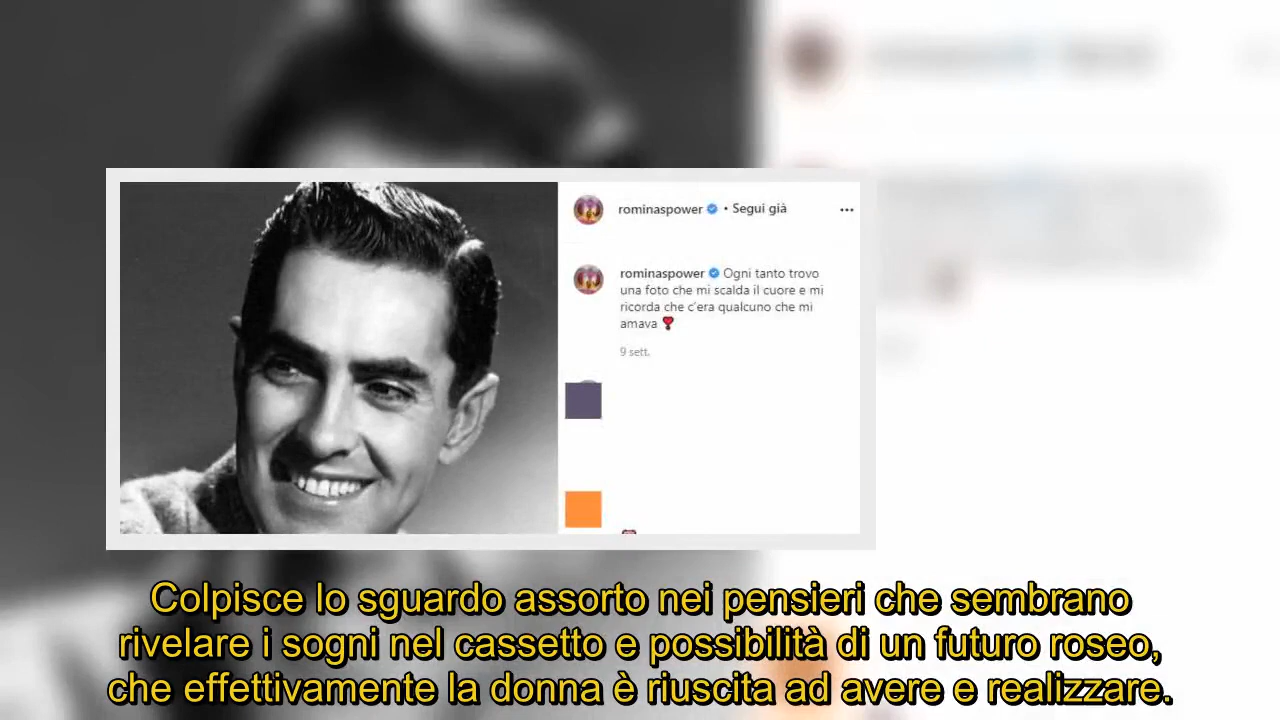 rominaspower • Segui già
rominaspower Ogni tanto trovo
una foto che mi scalda il cuore e mi
ricorda che c'era qualcuno che mi
amava
9 sett.
Colpisce lo sguardo assorto nei pensieri che sembrano
rivelare i sogni nel cassetto e possibilità di un futuro roseo,
che effettivamente la donna è riuscita ad avere e realizzare.